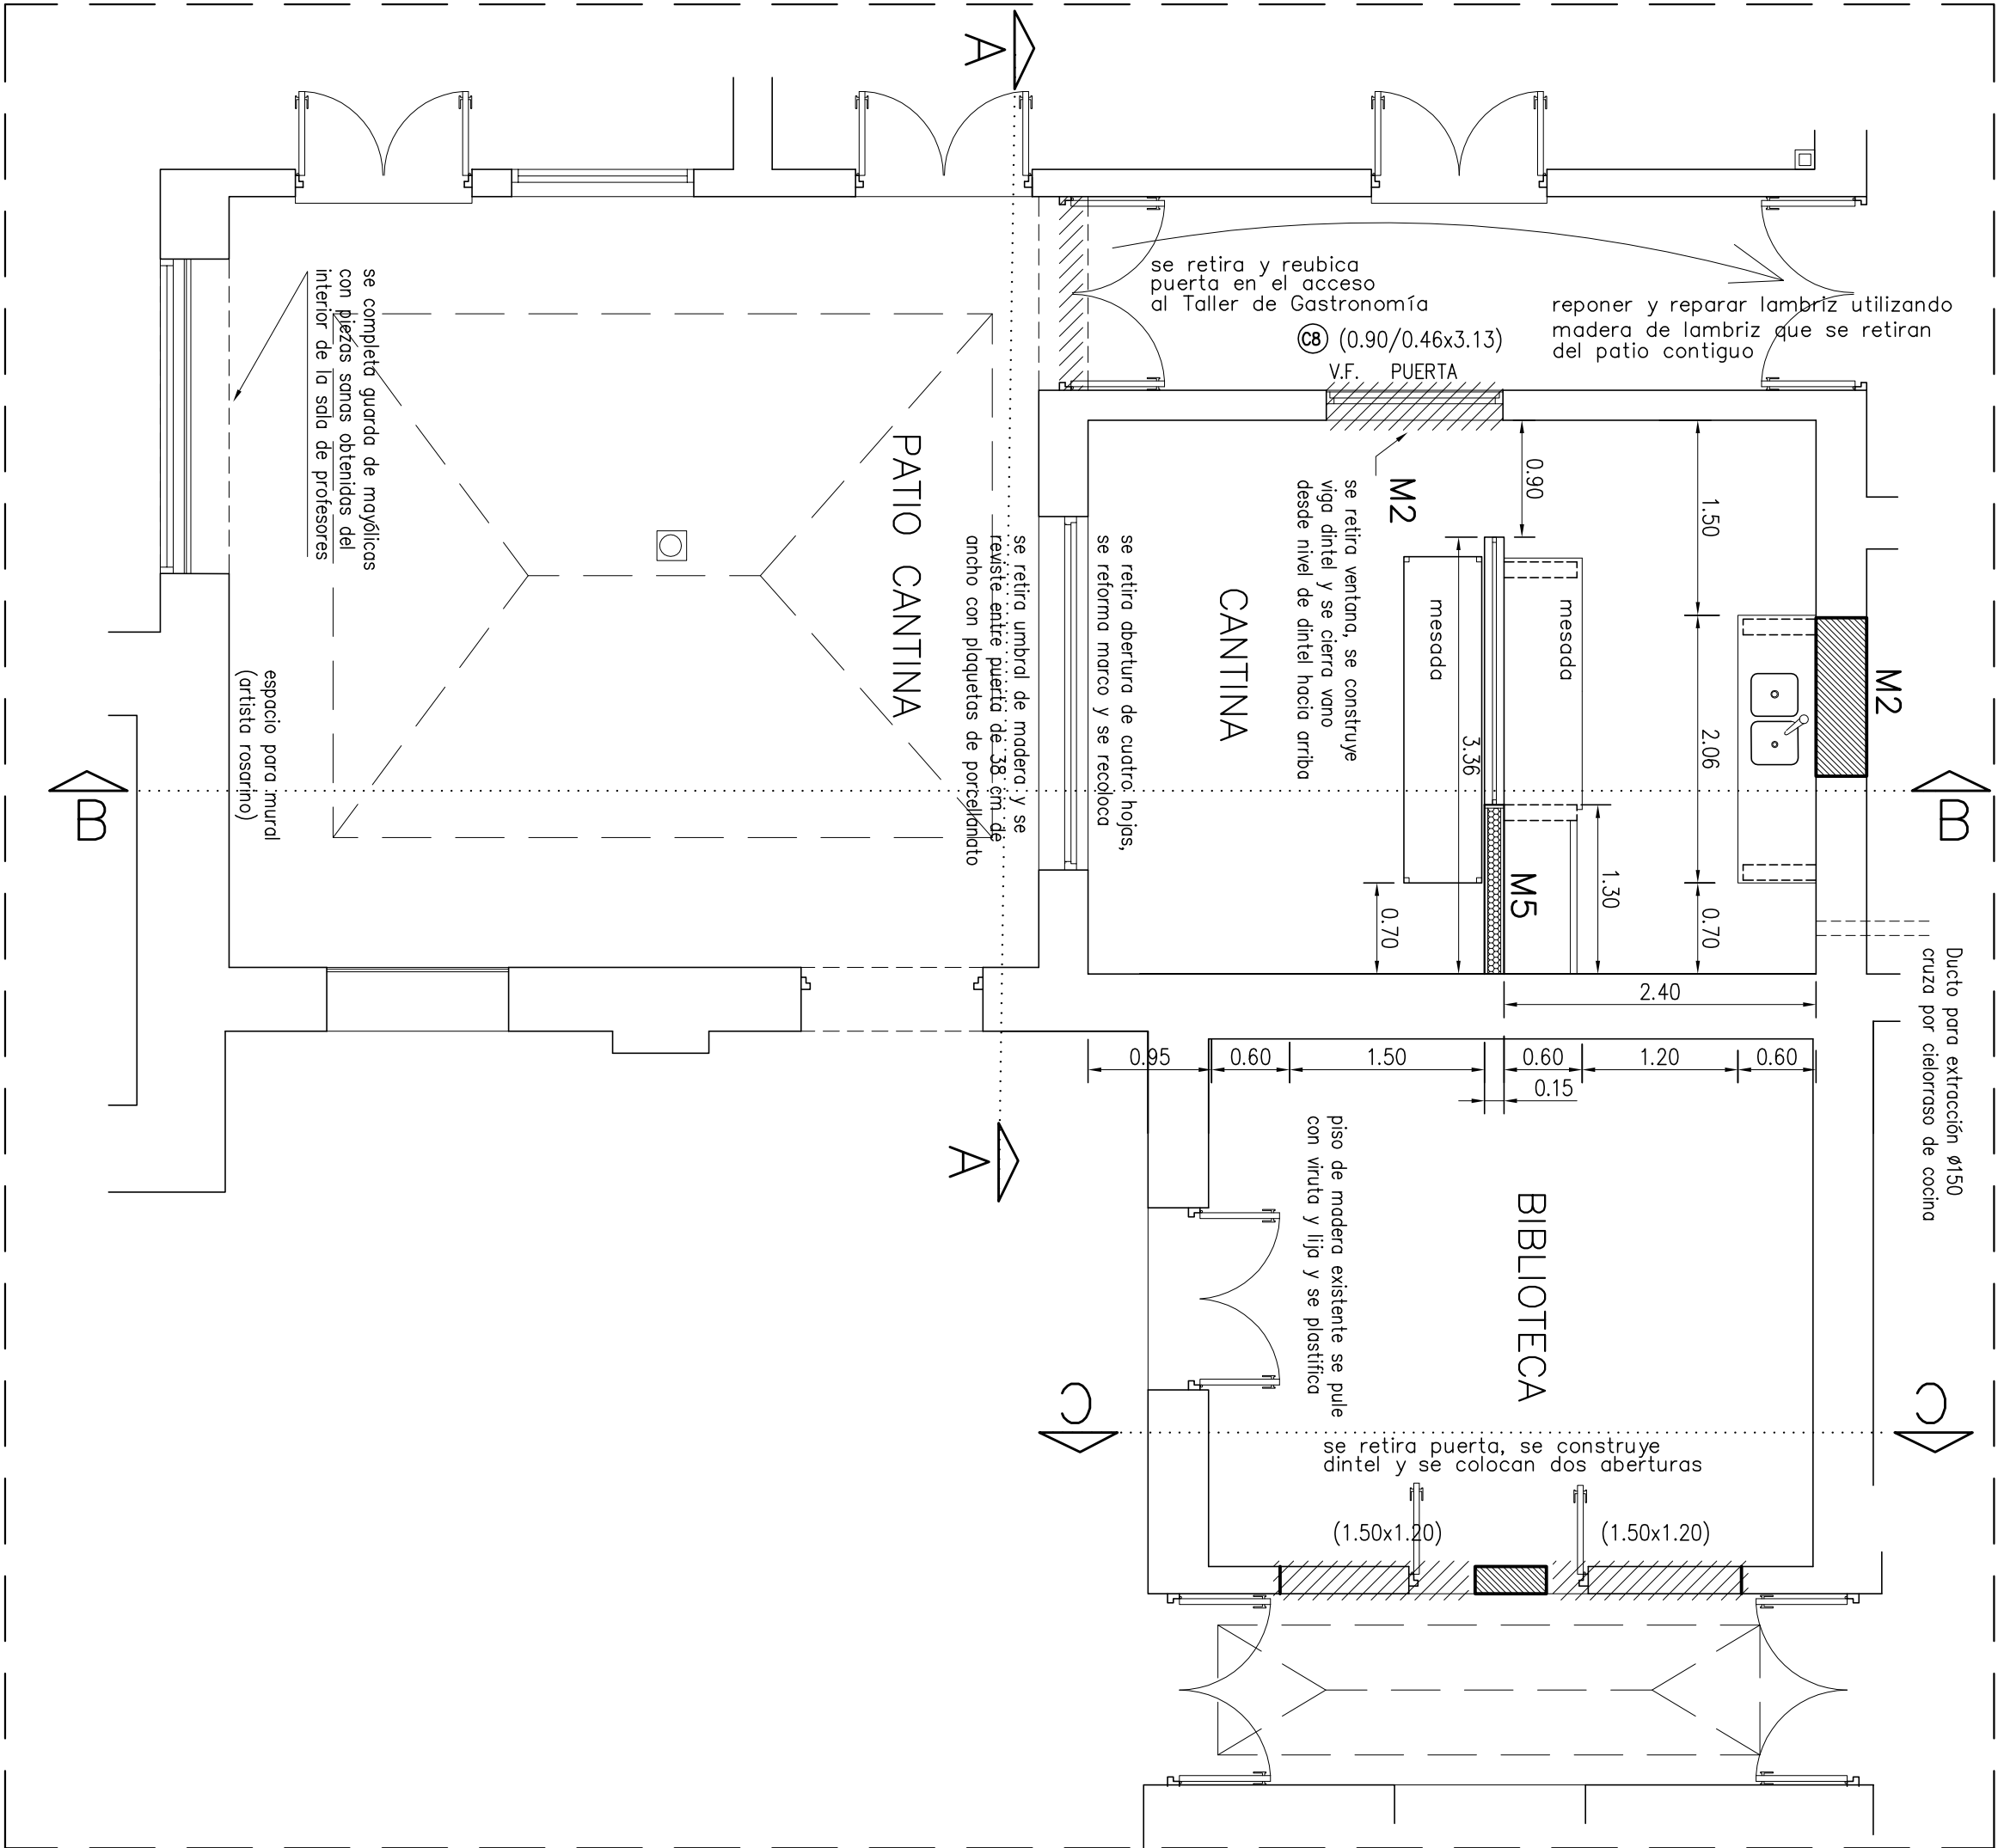 A
se retira y reubica
puerta en el acceso
al Taller de Gastronomía
reponer y reparar lambriz utilizando
madera de lambriz que se retiran
del patio contiguo
C8 (0.90/0.46x3.13)
V.F. PUERTA
se completa guarda de mayólicas
con piezas sanas obtenidas del
interior de la sala de profesores
PATIO CANTINA
M2
se retira ventana, se construye
viga dintel y se cierra vano
desde nivel de dintel hacia arriba
0.90
1.50
se retira abertura de cuatro hojas,
se reforma marco y se recoloca
se retira umbral de madera y se
reviste entre puerta de 38 cm de
ancho con plaquetas de porcellanato
CANTINA
mesada
mesada
M2
3.36
2.06
espacio para mural
(artista rosarino)
B
B
M5
1.30
0.70
0.70
Ducto para extracción ø150
cruza por cielorraso de cocina
2.40
0.95
0.60
1.50
0.60
1.20
0.60
0.15
A
piso de madera existente se pule
con viruta y lija y se plastifica
BIBLIOTECA
C
C
se retira puerta, se construye
dintel y se colocan dos aberturas
(1.50x1.20)
(1.50x1.20)